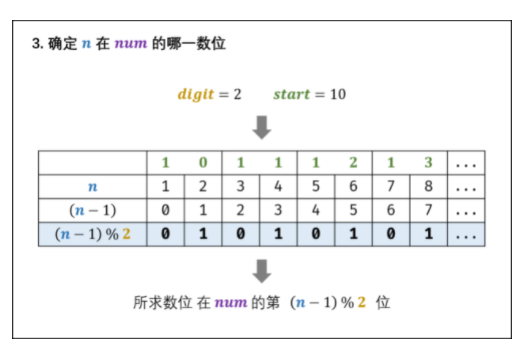 3. 确定 n 在 num 的哪一数位
digit = 2 start = 10
1 0 1 1 1 2 1 3 ...
n 1 2 3 4 5 6 7 8 ...
(n − 1) 0 1 2 3 4 5 6 7 ...
(n − 1) % 2 0 1 0 1 0 1 0 1 ...
所求数位 在 num 的第 (n − 1) % 2 位